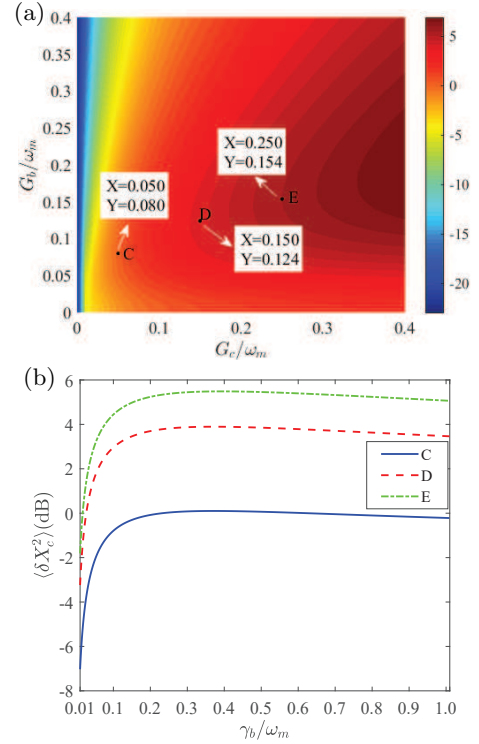 (a)
0.4
0.35
0.3
0.25
0.2
0.15
0.1
0.05
0
G_b/ω_m
X=0.050
Y=0.080
X=0.250
Y=0.154
X=0.150
Y=0.124
C
D
E
0
0.1
0.2
0.3
0.4
G_c/ω_m
5
0
-5
-10
-15
-20
(b)
6
4
2
0
-2
-4
-6
-8
⟨δX_c^2⟩(dB)
C
D
E
0.01 0.1 0.2 0.3 0.4 0.5 0.6 0.7 0.8 0.9 1.0
γ_b/ω_m